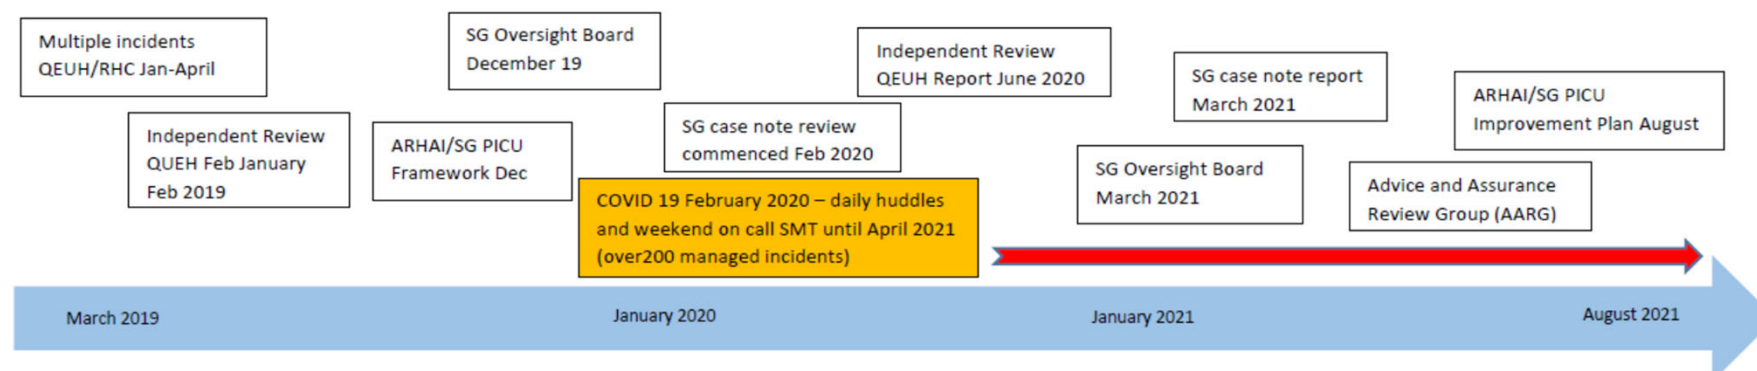 Multiple incidents
QEUH/RHC Jan-April
Independent Review
QUEH Feb January
Feb 2019
SG Oversight Board
December 19
ARHAI/SG PICU
Framework Dec
SG case note review
commenced Feb 2020
COVID 19 February 2020 – daily huddles
and weekend on call SMT until April 2021
(over200 managed incidents)
Independent Review
QEUH Report June 2020
SG case note report
March 2021
SG Oversight Board
March 2021
ARHAI/SG PICU
Improvement Plan August
Advice and Assurance
Review Group (AARG)
March 2019
January 2020
January 2021
August 2021